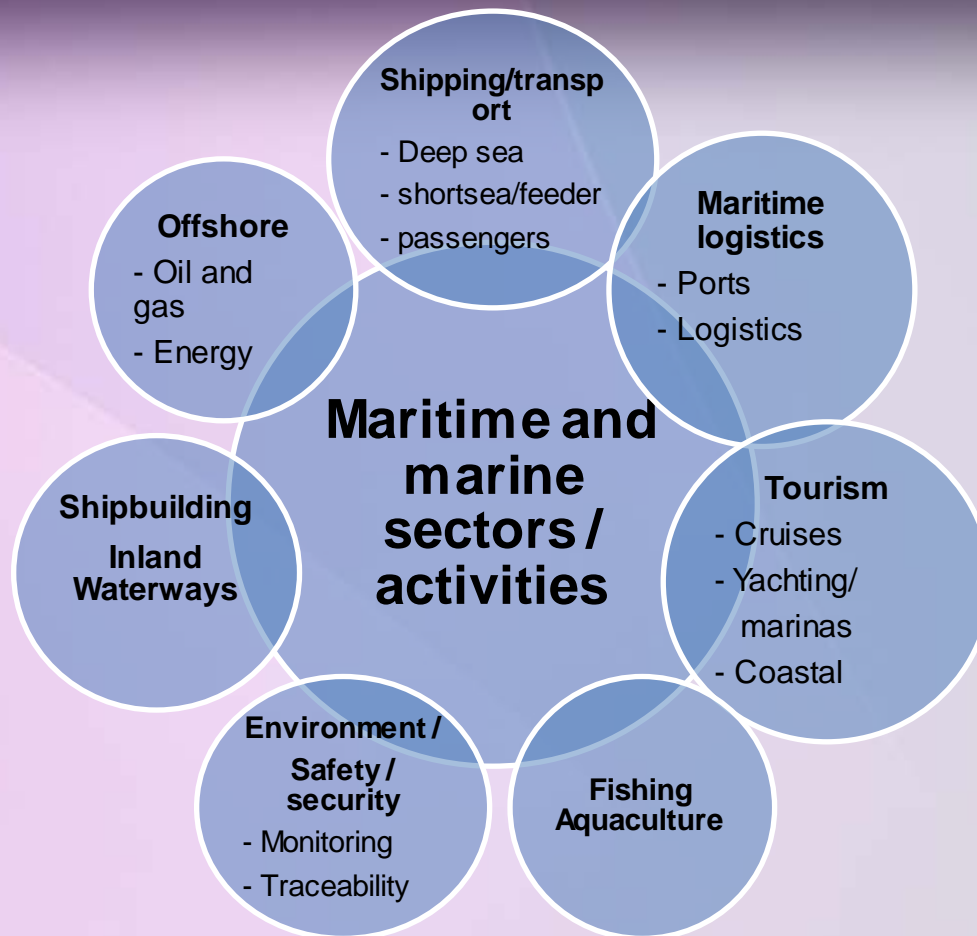 Shipping/transp
ort
- Deep sea
- shortsea/feeder
- passengers
Maritime
logistics
- Ports
- Logistics
Tourism
- Cruises
- Yachting/
marinas
- Coastal
Fishing
Aquaculture
Environment /
Safety /
security
- Monitoring
- Traceability
Shipbuilding
Inland
Waterways
Offshore
- Oil and
gas
- Energy
Maritime and
marine
sectors /
activities